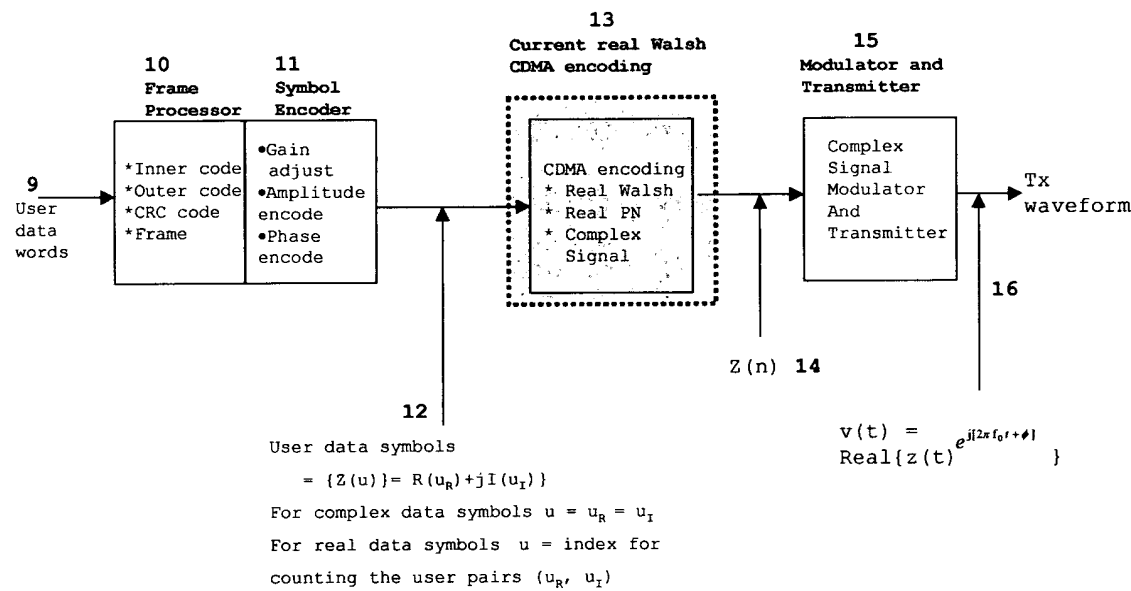 13
Current real Walsh
CDMA encoding
15
Modulator and
Transmitter
10
Frame
Processor
11
Symbol
Encoder
9
User
data
words
*Inner code
*Outer code
*CRC code
*Frame
•Gain
adjust
•Amplitude
encode
•Phase
encode
CDMA encoding
* Real Walsh
* Real PN
* Complex
Signal
Complex
Signal
Modulator
And
Transmitter
Tx
waveform
16
Z(n) 14
12
User data symbols
= {Z(u)}= R(u_R)+jI(u_I)}
For complex data symbols u = u_R = u_I
For real data symbols u = index for
counting the user pairs (u_R, u_I)
v(t) =
Real{z(t) e^{j[2π f_0 t + ϕ]} }